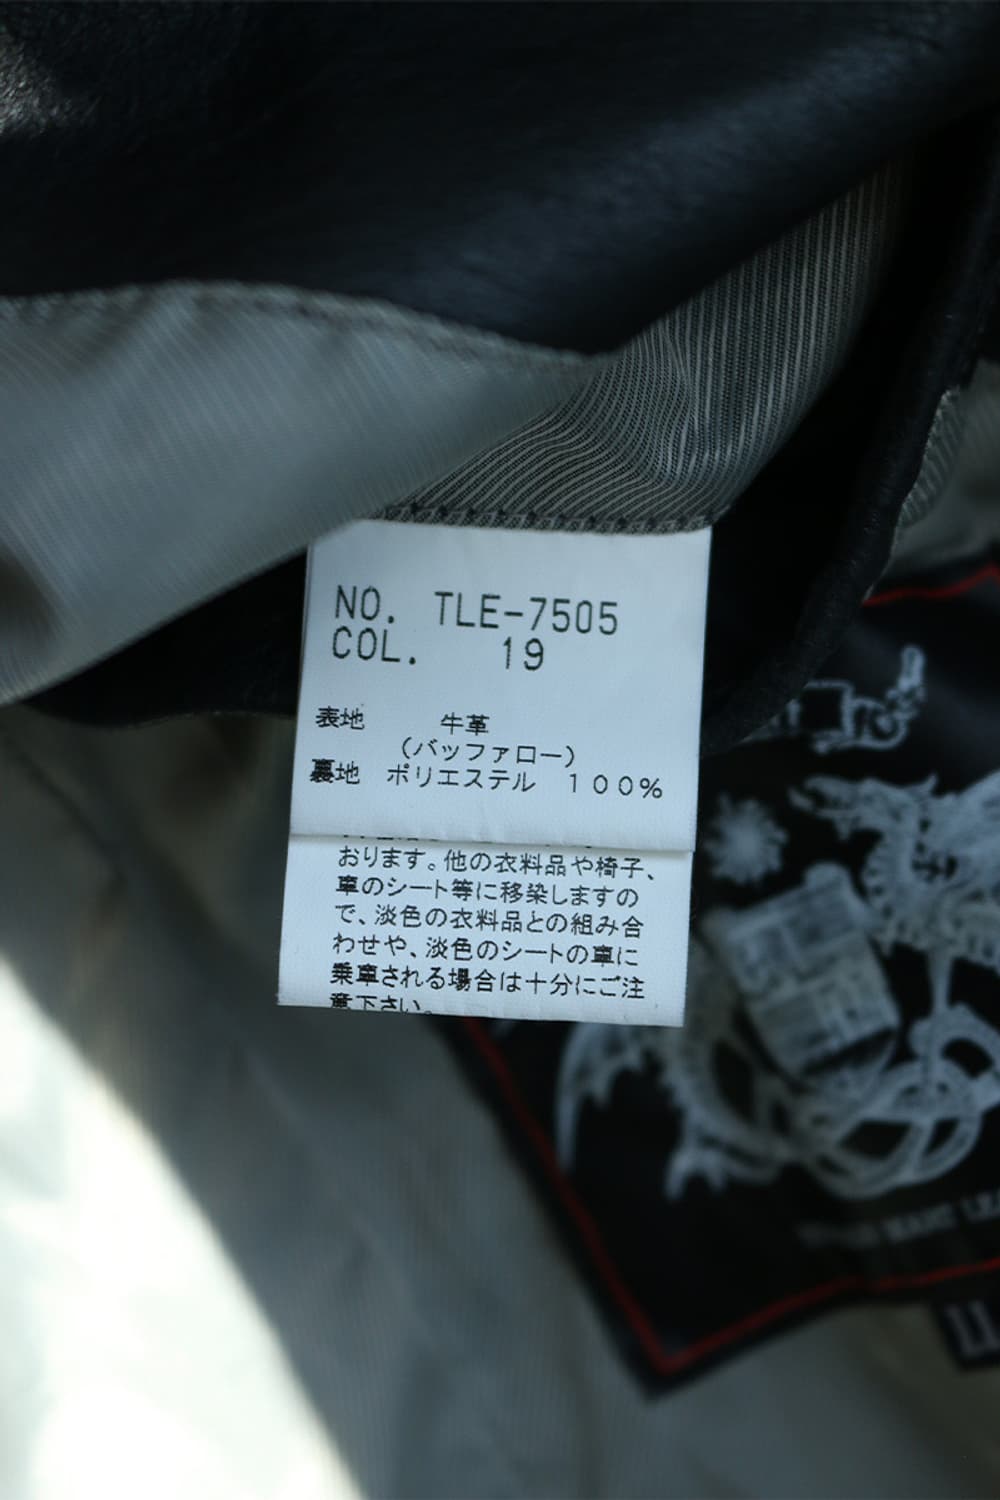 NO. TLE-7505
COL. 19
表地 牛革
(バッファロー)
裏地 ポリエステル 100%
おります。他の衣料品や椅子、
車のシート等に移染しますの
で、淡色の衣料品との組み合
わせや、淡色のシートの車に
乗車される場合は十分にご注
意下さい。